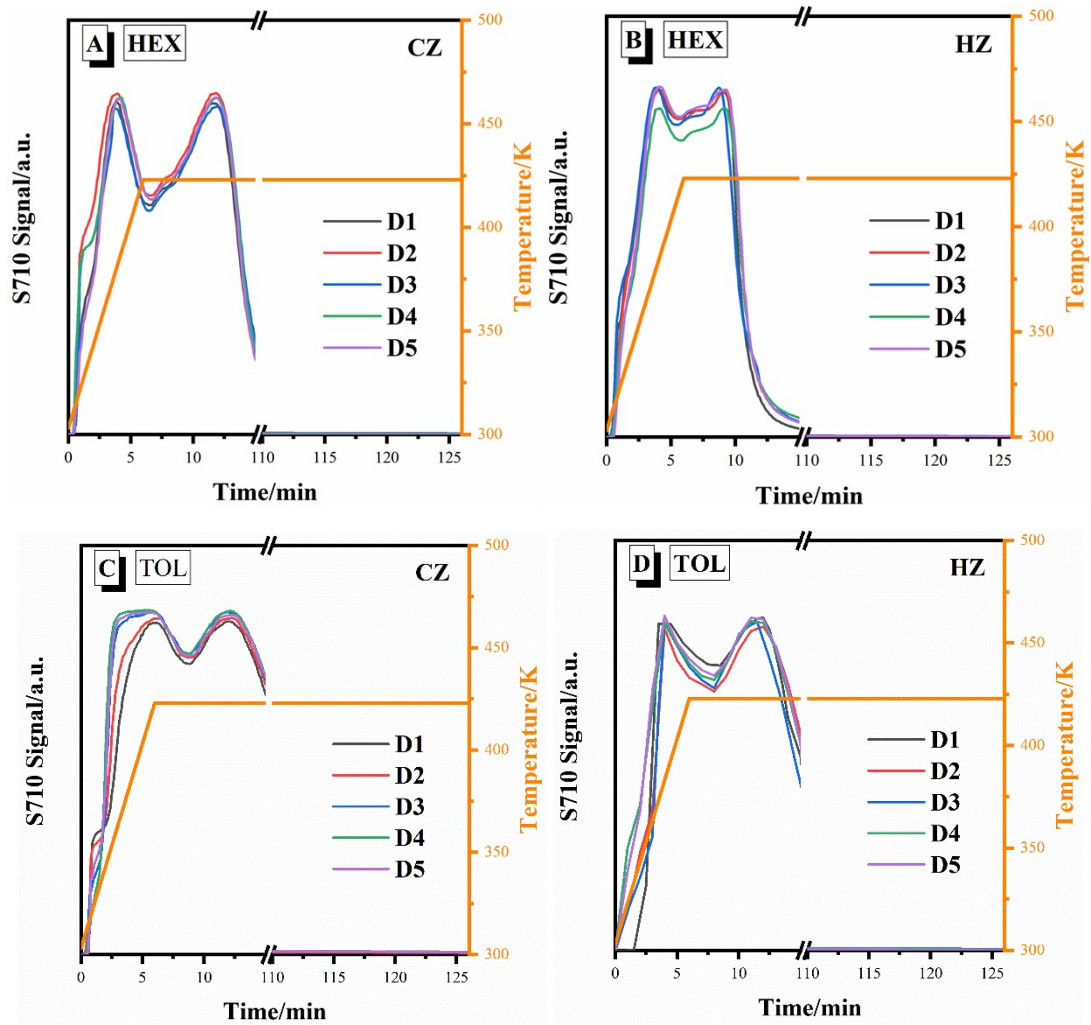 A HEX CZ
S710 Signal/a.u.
500
450
400
350
300
Temperature/K
D1
D2
D3
D4
D5
0 5 10 110 115 120 125
Time/min
B HEX HZ
S710 Signal/a.u.
500
450
400
350
300
Temperature/K
D1
D2
D3
D4
D5
0 5 10 110 115 120 125
Time/min
C TOL CZ
S710 Signal/a.u.
500
450
400
350
300
Temperature/K
D1
D2
D3
D4
D5
0 5 10 110 115 120 125
Time/min
D TOL HZ
S710 Signal/a.u.
500
450
400
350
300
Temperature/K
D1
D2
D3
D4
D5
0 5 10 110 115 120 125
Time/min